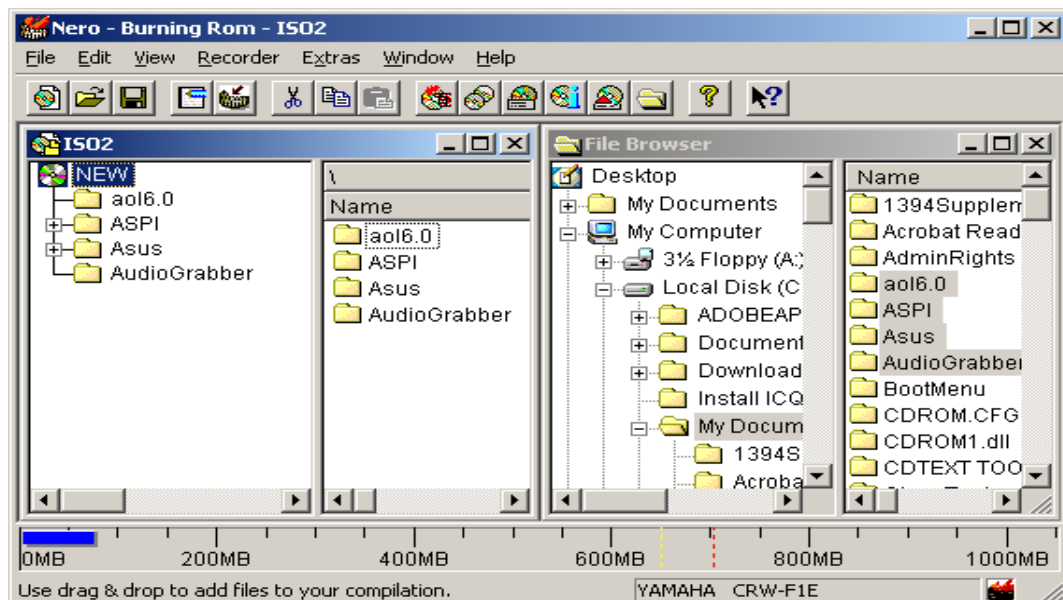 Nero - Burning Rom - ISO2
File Edit View Recorder Extras Window Help
ISO2
NEW
aol6.0
ASPI
Asus
AudioGrabber
\
Name
aol6.0
ASPI
Asus
AudioGrabber
File Browser
Desktop
My Documents
My Computer
3½ Floppy (A:)
Local Disk (C
ADOBEAP
Document
Download
Install ICQ
My Docum
1394S
Acroba
Name
1394Supplem
Acrobat Read
AdminRights
aol6.0
ASPI
Asus
AudioGrabber
BootMenu
CDROM.CFG
CDROM1.dll
CDTEXT TOO
0MB 200MB 400MB 600MB 800MB 1000MB
Use drag & drop to add files to your compilation.
YAMAHA CRW-F1E